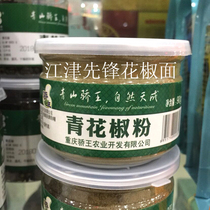 江津先锋花椒面
青山骄王,自然天成
青花椒粉
重庆骄王农业开发有限公司